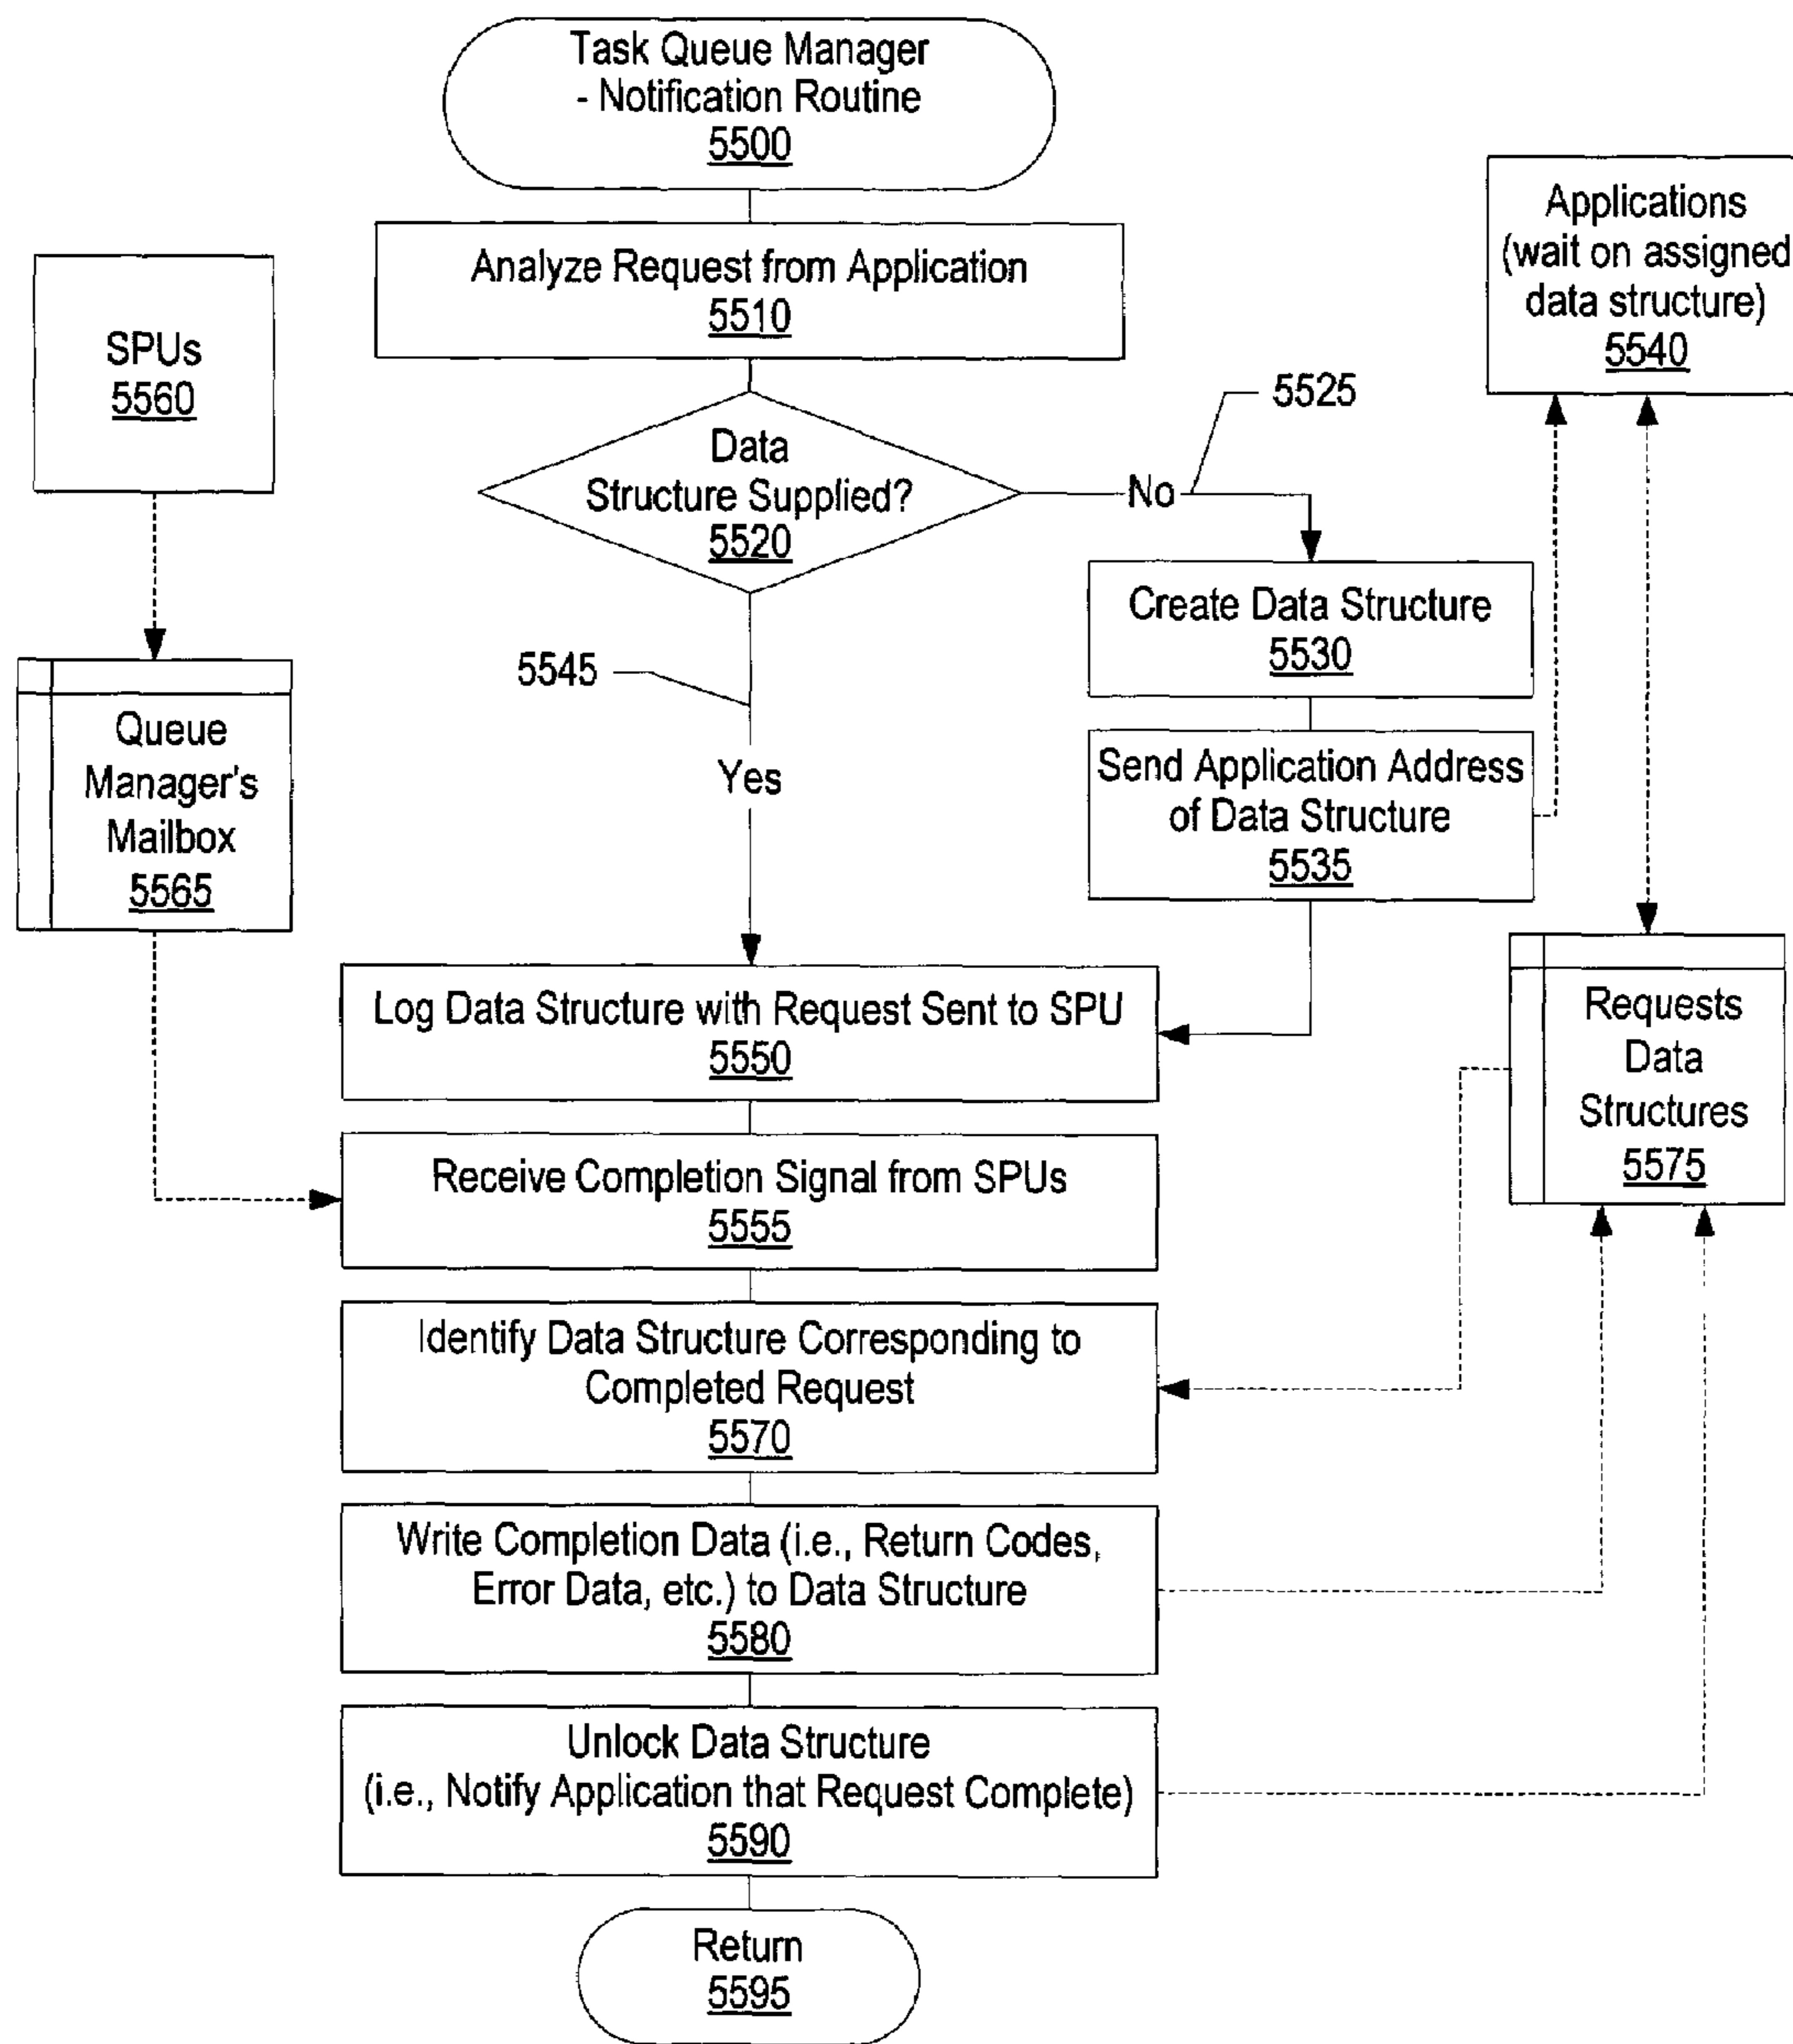 Task Queue Manager
- Notification Routine
5500
Analyze Request from Application
5510
Applications
(wait on assigned
data structure)
5540
SPUs
5560
5525
Data
Structure Supplied?
5520
No
Create Data Structure
5530
5545
Queue
Manager's
Mailbox
5565
Yes
Send Application Address
of Data Structure
5535
Log Data Structure with Request Sent to SPU
5550
Requests
Data
Structures
5575
Receive Completion Signal from SPUs
5555
Identify Data Structure Corresponding to
Completed Request
5570
Write Completion Data (i.e., Return Codes,
Error Data, etc.) to Data Structure
5580
Unlock Data Structure
(i.e., Notify Application that Request Complete)
5590
Return
5595